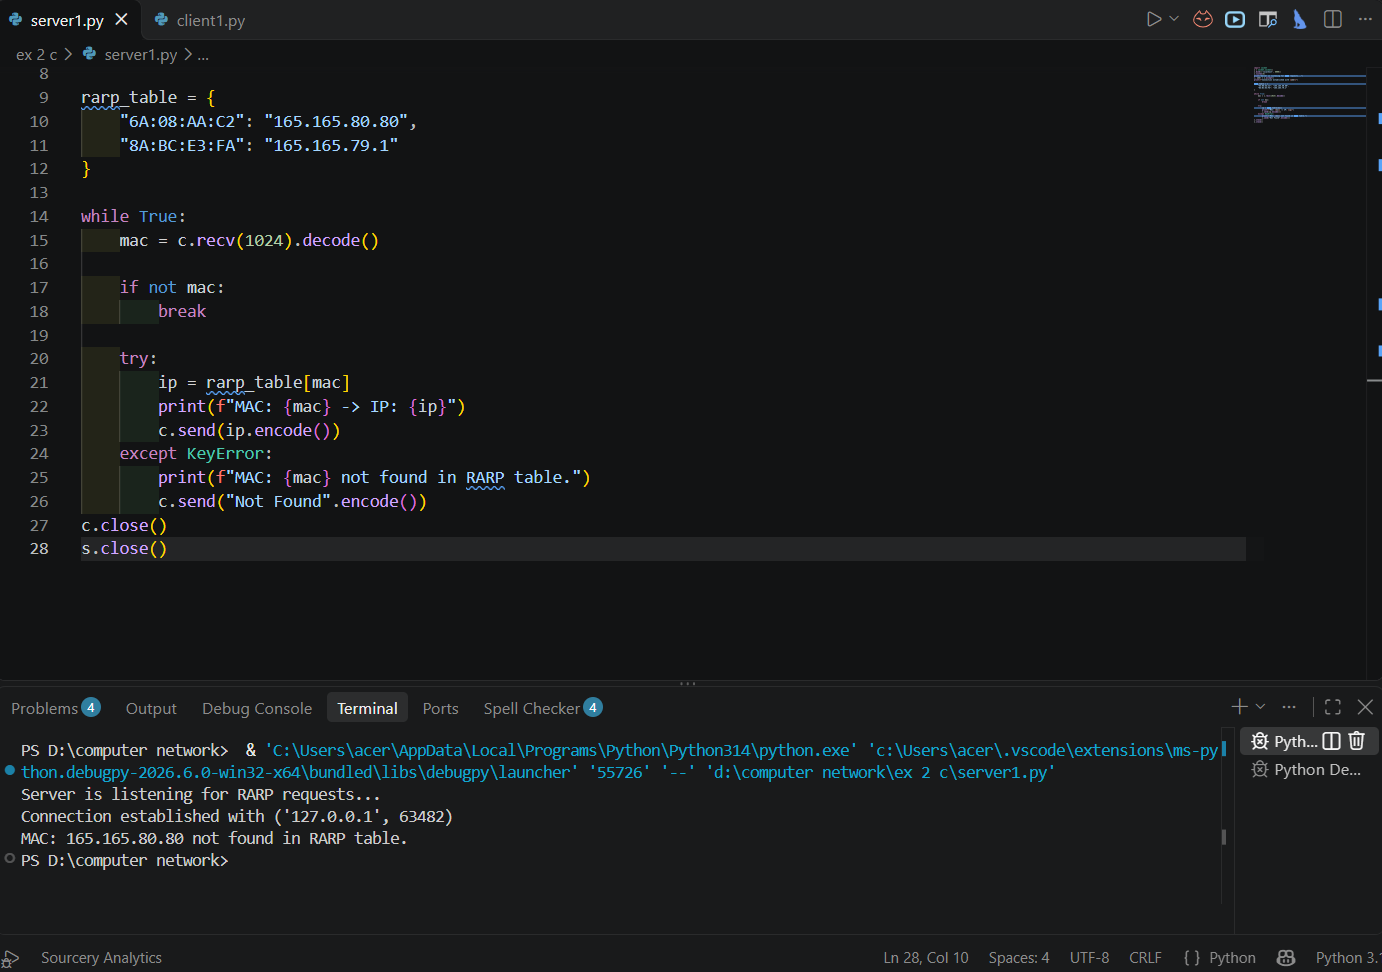 server1.py
client1.py
ex 2 c > server1.py > ...
8
9 rarp_table = {
10 "6A:08:AA:C2": "165.165.80.80",
11 "8A:BC:E3:FA": "165.165.79.1"
12 }
13
14 while True:
15 mac = c.recv(1024).decode()
16
17 if not mac:
18 break
19
20 try:
21 ip = rarp_table[mac]
22 print(f"MAC: {mac} -> IP: {ip}")
23 c.send(ip.encode())
24 except KeyError:
25 print(f"MAC: {mac} not found in RARP table.")
26 c.send("Not Found".encode())
27 c.close()
28 s.close()
Problems 4 Output Debug Console Terminal Ports Spell Checker 4
PS D:\computer network> & 'C:\Users\acer\AppData\Local\Programs\Python\Python314\python.exe' 'c:\Users\acer\.vscode\extensions\ms-py
thon.debugpy-2026.6.0-win32-x64\bundled\libs\debugpy\launcher' '55726' '--' 'd:\computer network\ex 2 c\server1.py'
Server is listening for RARP requests...
Connection established with ('127.0.0.1', 63482)
MAC: 165.165.80.80 not found in RARP table.
PS D:\computer network>
Pyth...
Python De...
Sourcery Analytics
Ln 28, Col 10 Spaces: 4 UTF-8 CRLF { } Python Python 3.